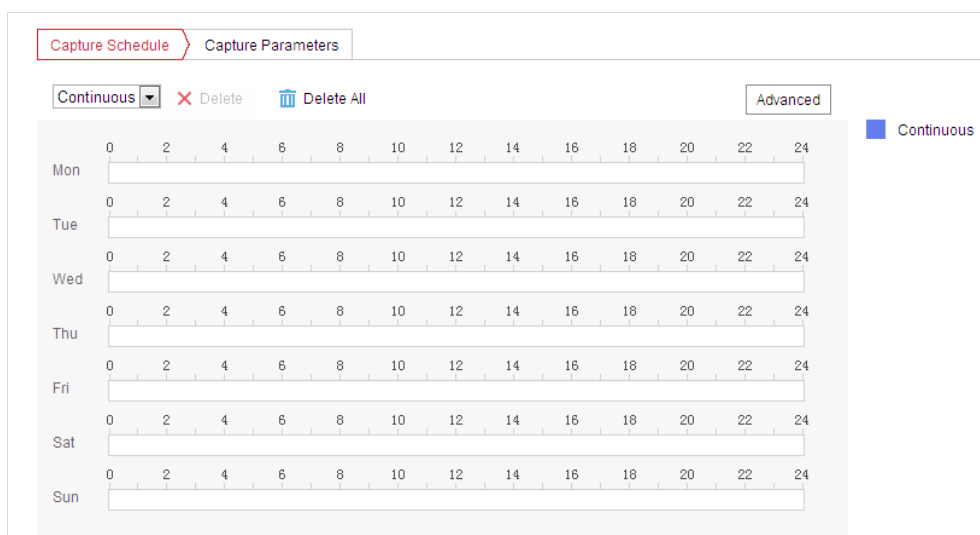 Capture Schedule Capture Parameters
Continuous Delete Delete All Advanced
Continuous
0 2 4 6 8 10 12 14 16 18 20 22 24
Mon
0 2 4 6 8 10 12 14 16 18 20 22 24
Tue
0 2 4 6 8 10 12 14 16 18 20 22 24
Wed
0 2 4 6 8 10 12 14 16 18 20 22 24
Thu
0 2 4 6 8 10 12 14 16 18 20 22 24
Fri
0 2 4 6 8 10 12 14 16 18 20 22 24
Sat
0 2 4 6 8 10 12 14 16 18 20 22 24
Sun